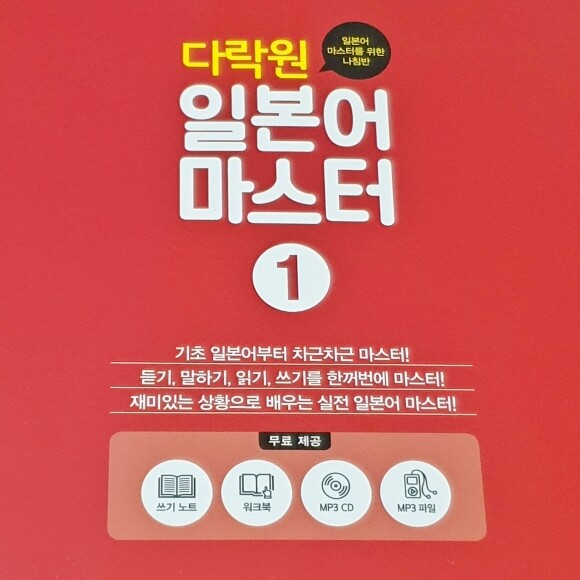 다락원
일본어
마스터를 위한
나침반
일본어
마스터
1
기초 일본어부터 차근차근 마스터!
듣기, 말하기, 읽기, 쓰기를 한꺼번에 마스터!
재미있는 상황으로 배우는 실전 일본어 마스터!
무료 제공
쓰기 노트
워크북
MP3 CD
MP3 파일